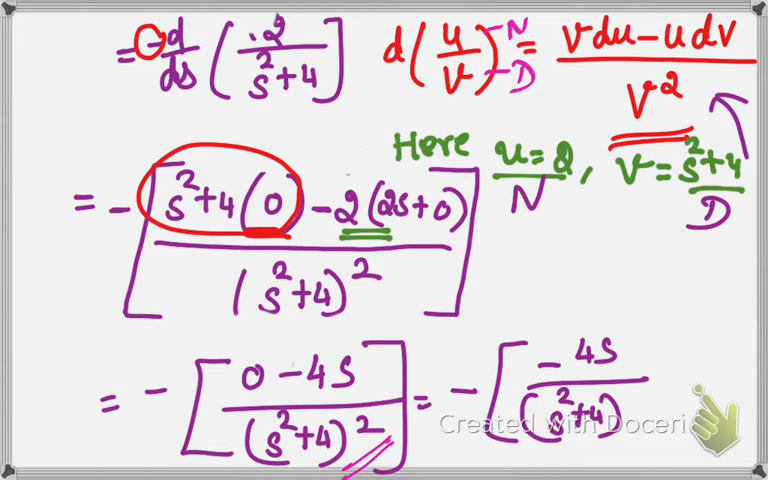 = - d/ds ( .2 / s²+4 ] d ( u/v ) -N -D = vdu - udv / v²
Here u = 2, v = s²+4
N D
= - [ s²+4 (0) - 2 (2s+0) / (s²+4)² ]
= - [ 0 - 4s / (s²+4)² ] = - [ - 4s / (s²+4)
Created with Doceri